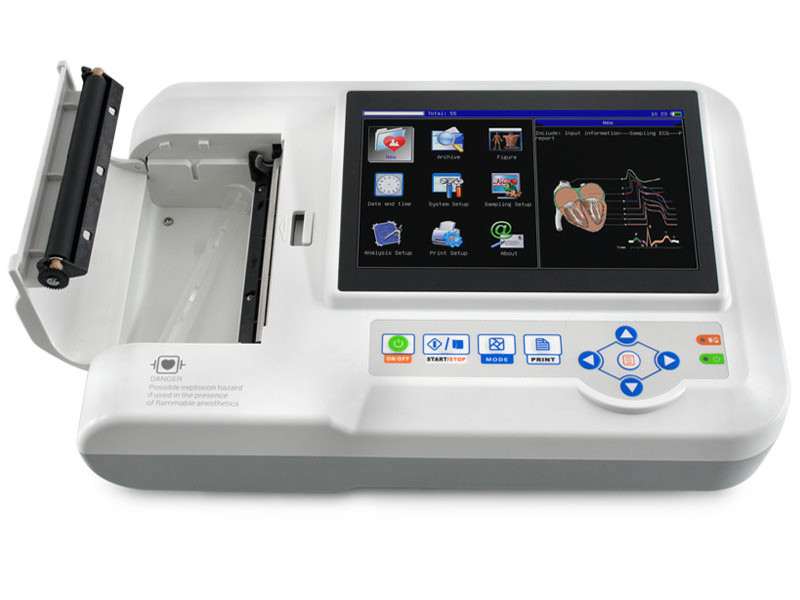 Total: 55
New
Include: Input information---Sampling ECG---P
report
New
Archive
Figure
Date and time
System Setup
Sampling Setup
Analysis Setup
Print Setup
About
ON/OFF
START/STOP
MODE
PRINT
DANGER
Possible explosion hazard
if used in the presence
of flammable anesthetics